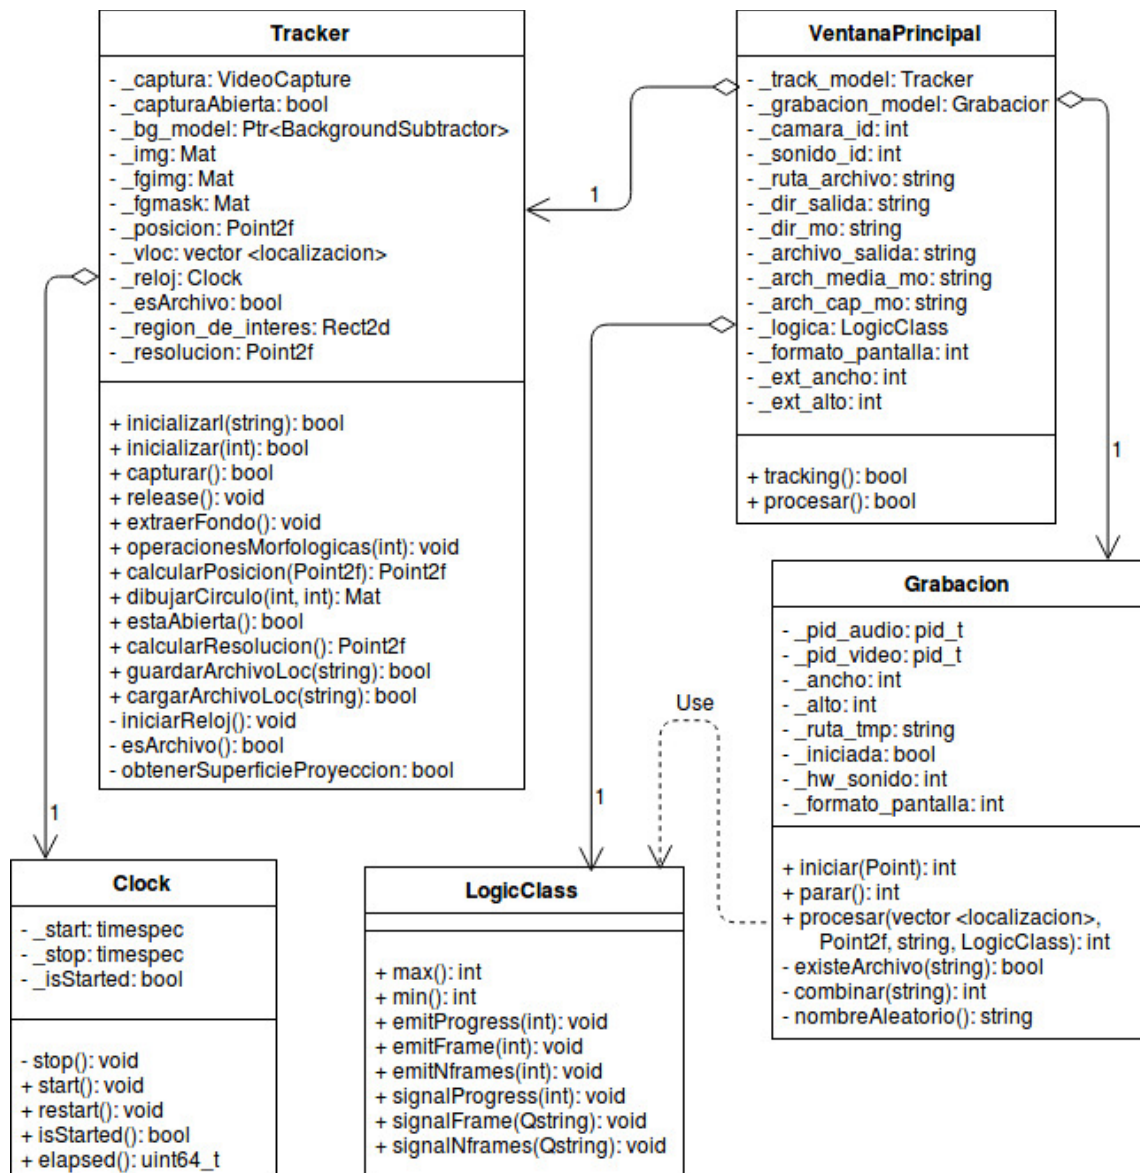 Tracker
- _captura: VideoCapture
- _capturaAbierta: bool
- _bg_model: Ptr<BackgroundSubtractor>
- _img: Mat
- _fgimg: Mat
- _fgmask: Mat
- _posicion: Point2f
- _vloc: vector <localizacion>
- _reloj: Clock
- _esArchivo: bool
- _region_de_interes: Rect2d
- _resolucion: Point2f
+ inicializarl(string): bool
+ inicializar(int): bool
+ capturar(): bool
+ release(): void
+ extraerFondo(): void
+ operacionesMorfologicas(int): void
+ calcularPosicion(Point2f): Point2f
+ dibujarCirculo(int, int): Mat
+ estaAbierta(): bool
+ calcularResolucion(): Point2f
+ guardarArchivoLoc(string): bool
+ cargarArchivoLoc(string): bool
- iniciarReloj(): void
- esArchivo(): bool
- obtenerSuperficieProyeccion: bool
1
VentanaPrincipal
- _track_model: Tracker
- _grabacion_model: Grabacior
- _camara_id: int
- _sonido_id: int
- _ruta_archivo: string
- _dir_salida: string
- _dir_mo: string
- _archivo_salida: string
- _arch_media_mo: string
- _arch_cap_mo: string
- _logica: LogicClass
- _formato_pantalla: int
- _ext_ancho: int
- _ext_alto: int
+ tracking(): bool
+ procesar(): bool
1
Grabacion
- _pid_audio: pid_t
- _pid_video: pid_t
- _ancho: int
- _alto: int
- _ruta_tmp: string
- _iniciada: bool
- _hw_sonido: int
- _formato_pantalla: int
+ iniciar(Point): int
+ parar(): int
+ procesar(vector <localizacion>,
Point2f, string, LogicClass): int
- existeArchivo(string): bool
- combinar(string): int
- nombreAleatorio(): string
Use
1
1
Clock
- _start: timespec
- _stop: timespec
- _isStarted: bool
- stop(): void
+ start(): void
+ restart(): void
+ isStarted(): bool
+ elapsed(): uint64_t
LogicClass
+ max(): int
+ min(): int
+ emitProgress(int): void
+ emitFrame(int): void
+ emitNframes(int): void
+ signalProgress(int): void
+ signalFrame(Qstring): void
+ signalNframes(Qstring): void